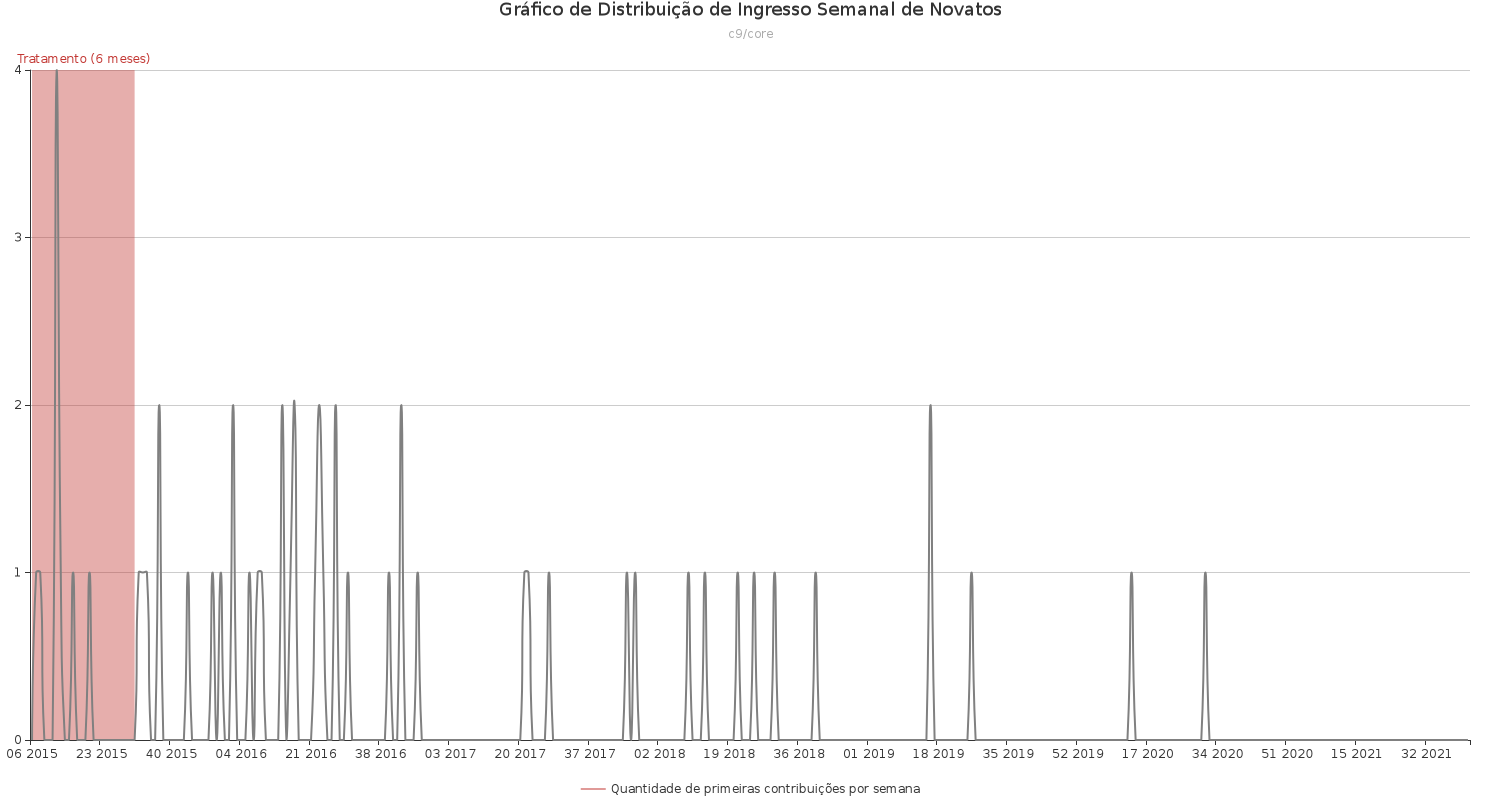 Gráfico de Distribuição de Ingresso Semanal de Novatos
c9/core
Tratamento (6 meses)
4
3
2
1
0
06 2015 23 2015 40 2015 04 2016 21 2016 38 2016 03 2017 20 2017 37 2017 02 2018 19 2018 36 2018 01 2019 18 2019 35 2019 52 2019 17 2020 34 2020 51 2020 15 2021 32 2021
Quantidade de primeiras contribuições por semana